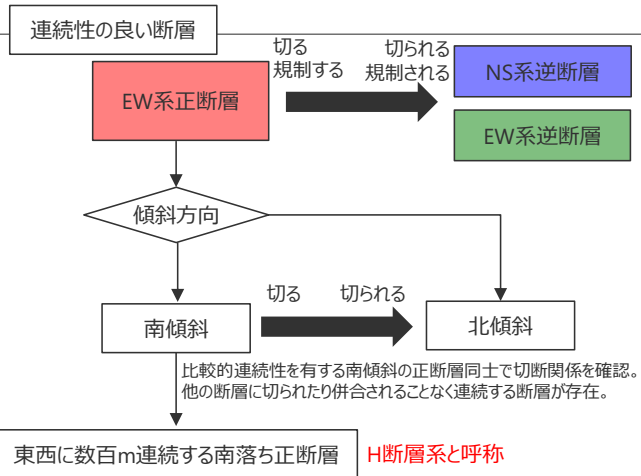 連続性の良い断層
切る
規制する
切られる
規制される
EW系正断層
NS系逆断層
EW系逆断層
傾斜方向
切る
切られる
南傾斜
北傾斜
比較的連続性を有する南傾斜の正断層同士で切断関係を確認。
他の断層に切られたり併合されることなく連続する断層が存在。
東西に数百m連続する南落ち正断層
H断層系と呼称